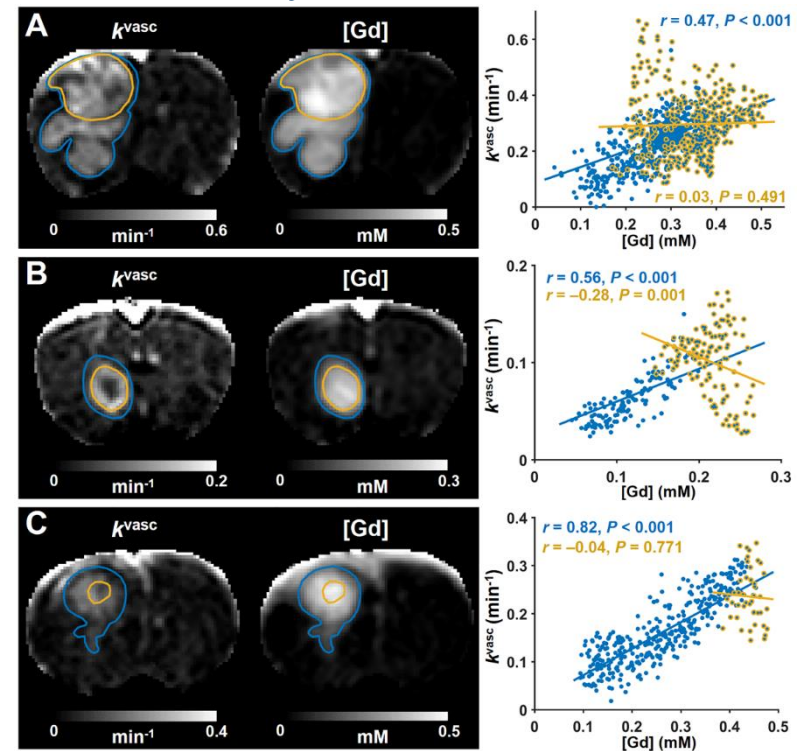 A
kvasc
[Gd]
0
min-1
0.6
0
mM
0.5
r = 0.47, P < 0.001
r = 0.03, P = 0.491
0.6
0.4
0.2
0
kvasc (min-1)
0
0.1
0.2
0.3
0.4
0.5
[Gd] (mM)
B
kvasc
[Gd]
0
min-1
0.2
0
mM
0.3
r = 0.56, P < 0.001
r = –0.28, P = 0.001
0.2
0.1
0
kvasc (min-1)
0
0.1
0.2
0.3
[Gd] (mM)
C
kvasc
[Gd]
0
min-1
0.4
0
mM
0.5
r = 0.82, P < 0.001
r = –0.04, P = 0.771
0.4
0.3
0.2
0.1
0
kvasc (min-1)
0
0.1
0.2
0.3
0.4
0.5
[Gd] (mM)